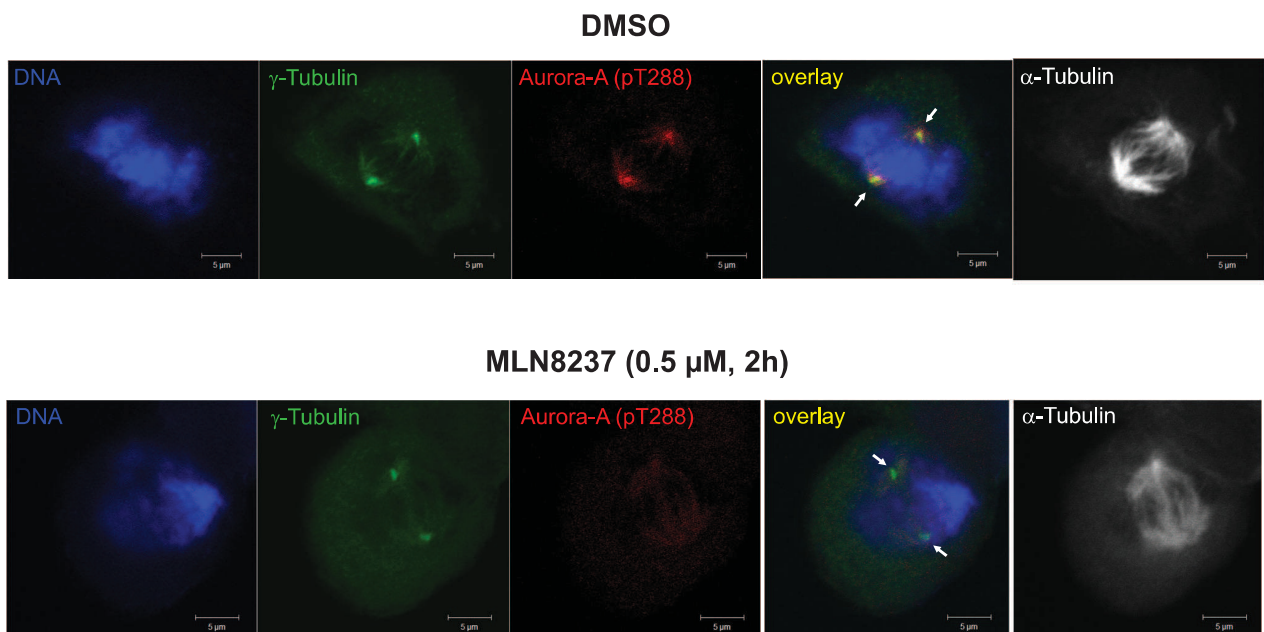 DMSO
DNA γ-Tubulin Aurora-A (pT288) overlay α-Tubulin
5 µm 5 µm 5 µm 5 µm 5 µm
MLN8237 (0.5 µM, 2h)
DNA γ-Tubulin Aurora-A (pT288) overlay α-Tubulin
5 µm 5 µm 5 µm 5 µm 5 µm